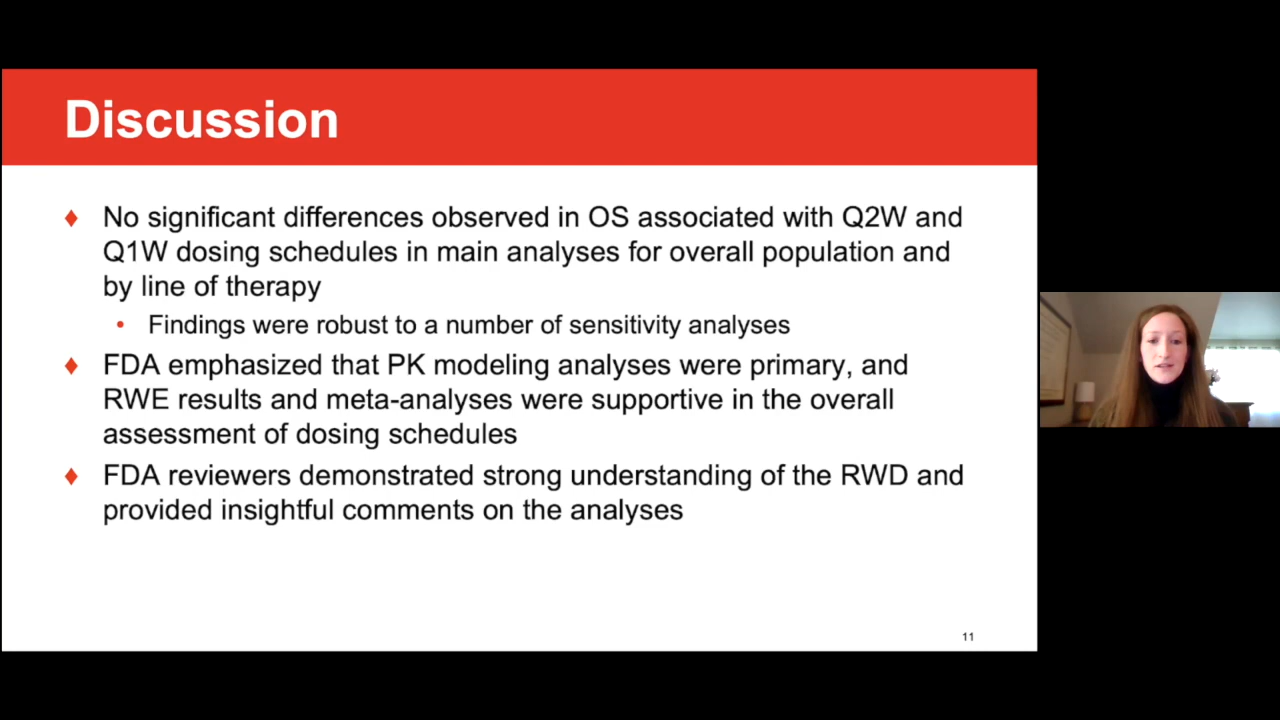 Discussion
No significant differences observed in OS associated with Q2W and
Q1W dosing schedules in main analyses for overall population and
by line of therapy
Findings were robust to a number of sensitivity analyses
FDA emphasized that PK modeling analyses were primary, and
RWE results and meta-analyses were supportive in the overall
assessment of dosing schedules
FDA reviewers demonstrated strong understanding of the RWD and
provided insightful comments on the analyses
11